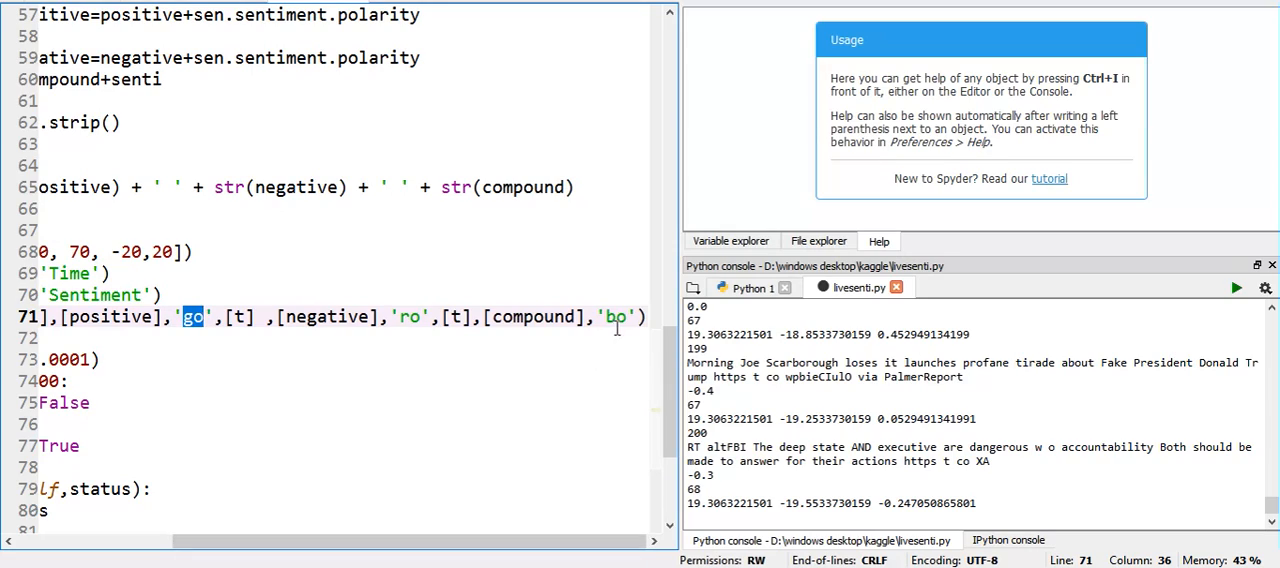 57itive=positive+sen.sentiment.polarity
58
59ative=negative+sen.sentiment.polarity
60mpound+senti
61
62.strip()
63
64
65ositive) + ' ' + str(negative) + ' ' + str(compound)
66
67
680, 70, -20,20])
69'Time')
70'Sentiment')
71],[positive],'go',[t] ,[negative],'ro',[t],[compound],'bo')
72
73.0001)
7400:
75False
76
77True
78
79lf,status):
80s
81
Usage
Here you can get help of any object by pressing Ctrl+I in
front of it, either on the Editor or the Console.
Help can also be shown automatically after writing a left
parenthesis next to an object. You can activate this
behavior in Preferences > Help.
New to Spyder? Read our tutorial
Variable explorer File explorer Help
Python console - D:\windows desktop\kaggle\livesenti.py
Python 1 livesenti.py
0.0
67
19.3063221501 -18.8533730159 0.452949134199
199
Morning Joe Scarborough loses it launches profane tirade about Fake President Donald Tr
ump https t co wpbieCIulO via PalmerReport
-0.4
67
19.3063221501 -19.2533730159 0.0529491341991
200
RT altFBI The deep state AND executive are dangerous w o accountability Both should be
made to answer for their actions https t co XA
-0.3
68
19.3063221501 -19.5533730159 -0.247050865801
Python console - D:\windows desktop\kaggle\livesenti.py IPython console
Permissions: RW End-of-lines: CRLF Encoding: UTF-8 Line: 71 Column: 36 Memory: 43 %